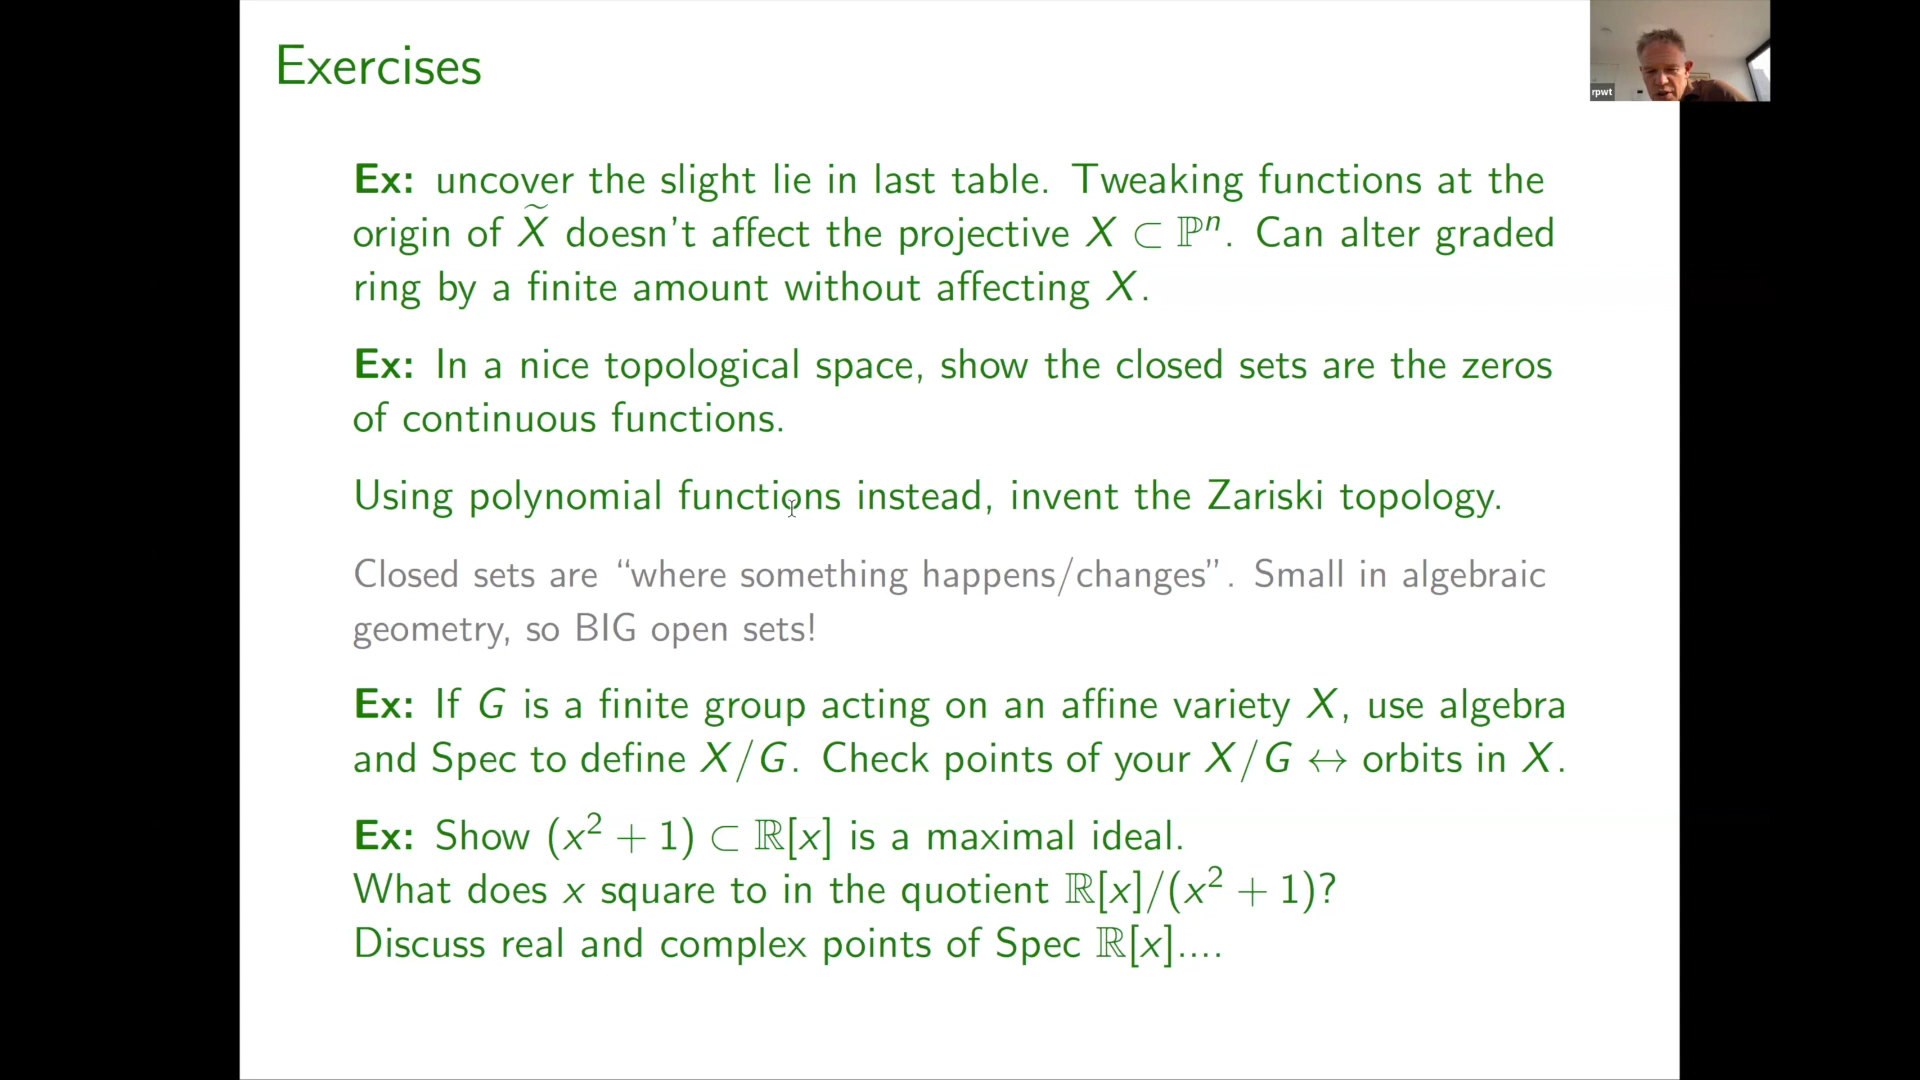 Exercises
rpwt
Ex: uncover the slight lie in last table. Tweaking functions at the
origin of X̃ doesn't affect the projective X ⊂ ℙⁿ. Can alter graded
ring by a finite amount without affecting X.
Ex: In a nice topological space, show the closed sets are the zeros
of continuous functions.
Using polynomial functions instead, invent the Zariski topology.
Closed sets are “where something happens/changes”. Small in algebraic
geometry, so BIG open sets!
Ex: If G is a finite group acting on an affine variety X, use algebra
and Spec to define X/G. Check points of your X/G ↔ orbits in X.
Ex: Show (x² + 1) ⊂ ℝ[x] is a maximal ideal.
What does x square to in the quotient ℝ[x]/(x² + 1)?
Discuss real and complex points of Spec ℝ[x]....